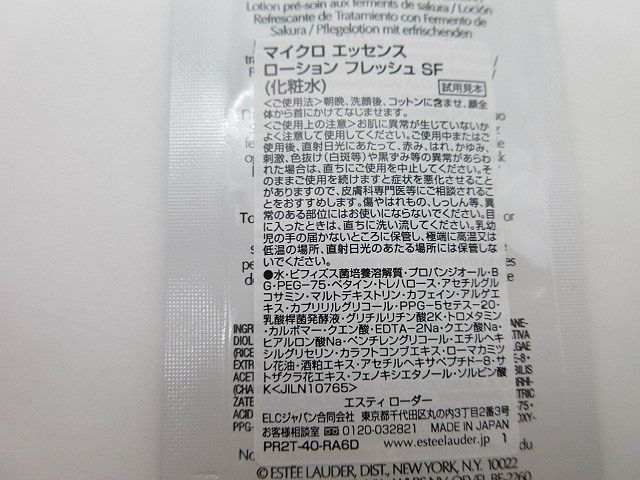 Lotion pré-soin aux ferments de sakura / Loción
Refrescante de Tratamiento con Fermento de
Sakura / Pflegelotion mit erfrischenden
マイクロ エッセンス
ローション フレッシュ SF
(化粧水)
試用見本
<ご使用法>朝晩、洗顔後、コットンに含ませ、顔全
体から首にかけてなじませます。
<ご使用上の注意>お肌に異常が生じていないか
よく注意して使用してください。ご使用中またはご
使用後、直射日光にあたって、赤み、はれ、かゆみ、
刺激、色抜け(白斑等)や黒ずみ等の異常があらわ
れた場合は、直ちにご使用を中止してください。そ
のままご使用を続けますと症状を悪化させること
がありますので、皮膚科専門医等にご相談されるこ
とをおすすめします。傷やはれもの、しっしん等、異
常のある部位にはお使いにならないでください。目
に入ったときは、直ちに洗い流してください。乳幼
児の手の届かないところに保管し、極端に高温又は
低温の場所、直射日光のあたる場所には保管しな
いでください。
●水・ビフィズス菌培養溶解質・プロパンジオール・B
G・PEG-75・ベタイン・トレハロース・アセチルグル
コサミン・マルトデキストリン・カフェイン・アルゲエ
キス・カプリリルグリコール・PPG-5セテス-20・
乳酸桿菌発酵液・グリチルリチン酸2K・トロメタミン
・カルボマー・クエン酸・EDTA-2Na・クエン酸Na・
ヒアルロン酸Na・ペンチレングリコール・エチルヘキ
シルグリセリン・カラフトコンブエキス・ローマカミツ
レ花油・酒粕エキス・アセチルヘキサペプチド-8・サ
トザクラ花エキス・フェノキシエタノール・ソルビン酸
K<JILN10765>
エスティ ローダー
ELCジャパン合同会社 東京都千代田区丸の内3丁目2番3号
お客様相談室 0120-032821 MADE IN JAPAN
PR2T-40-RA6D www.esteelauder.jp 1
© ESTÉE LAUDER, DIST., NEW YORK, N.Y. 10022